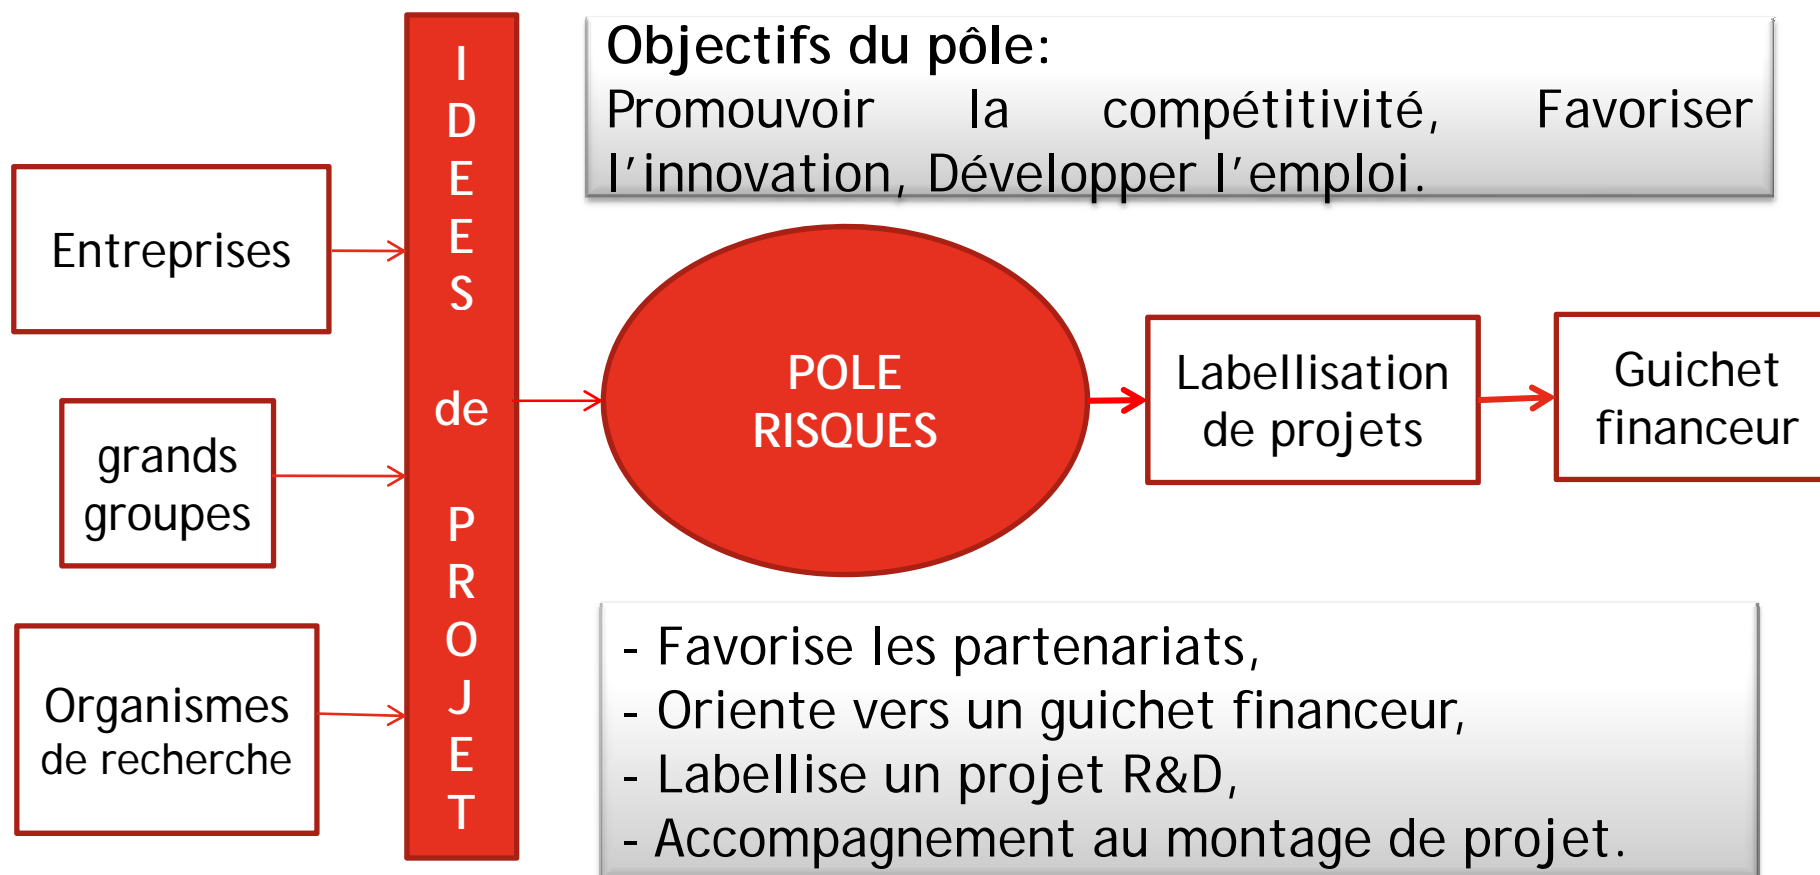 Objectifs du pôle:
Promouvoir la compétitivité, Favoriser
l'innovation, Développer l'emploi.
Entreprises
grands
groupes
Organismes
de recherche
I
D
E
E
S
de
P
R
O
J
E
T
POLE
RISQUES
Labellisation
de projets
Guichet
financeur
- Favorise les partenariats,
- Oriente vers un guichet financeur,
- Labellise un projet R&D,
- Accompagnement au montage de projet.